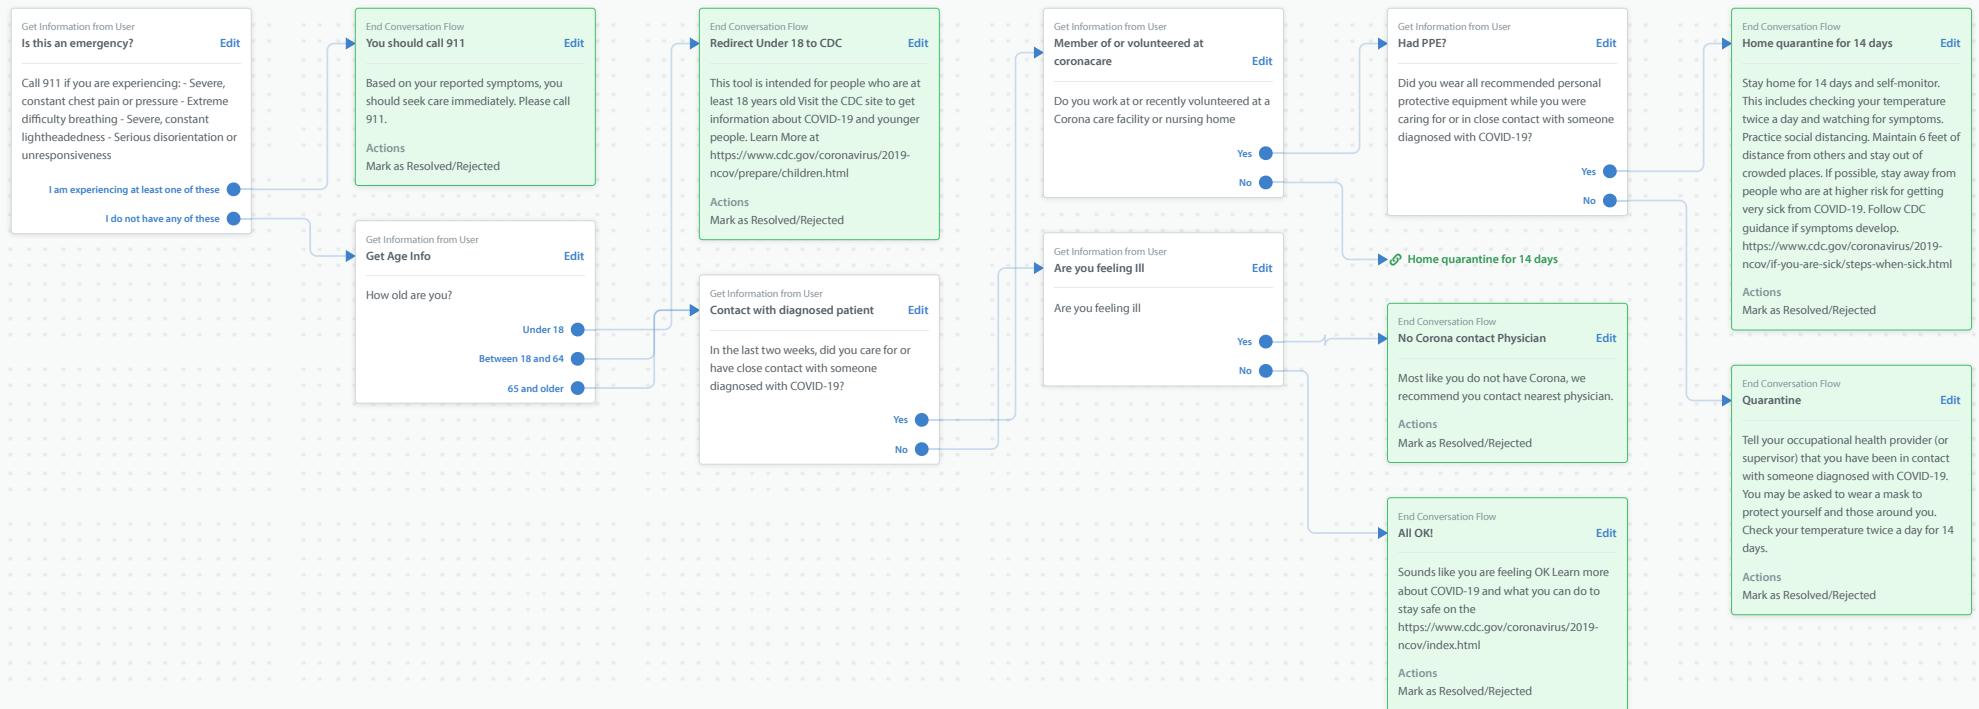 Get Information from User
Is this an emergency?
Edit
Call 911 if you are experiencing: - Severe,
constant chest pain or pressure - Extreme
difficulty breathing - Severe, constant
lightheadedness - Serious disorientation or
unresponsiveness
I am experiencing at least one of these
I do not have any of these
End Conversation Flow
You should call 911
Edit
Based on your reported symptoms, you
should seek care immediately. Please call
911.
Actions
Mark as Resolved/Rejected
Get Information from User
Get Age Info
Edit
How old are you?
Under 18
Between 18 and 64
65 and older
End Conversation Flow
Redirect Under 18 to CDC
Edit
This tool is intended for people who are at
least 18 years old Visit the CDC site to get
information about COVID-19 and younger
people. Learn More at
https://www.cdc.gov/coronavirus/2019-
ncov/prepare/children.html
Actions
Mark as Resolved/Rejected
Get Information from User
Contact with diagnosed patient
Edit
In the last two weeks, did you care for or
have close contact with someone
diagnosed with COVID-19?
Yes
No
Get Information from User
Member of or volunteered at
coronacare
Edit
Do you work at or recently volunteered at a
Corona care facility or nursing home
Yes
No
Get Information from User
Are you feeling Ill
Edit
Are you feeling ill
Yes
No
Get Information from User
Had PPE?
Edit
Did you wear all recommended personal
protective equipment while you were
caring for or in close contact with someone
diagnosed with COVID-19?
Yes
No
Home quarantine for 14 days
End Conversation Flow
No Corona contact Physician
Edit
Most like you do not have Corona, we
recommend you contact nearest physician.
Actions
Mark as Resolved/Rejected
End Conversation Flow
All OK!
Edit
Sounds like you are feeling OK Learn more
about COVID-19 and what you can do to
stay safe on the
https://www.cdc.gov/coronavirus/2019-
ncov/index.html
Actions
Mark as Resolved/Rejected
End Conversation Flow
Home quarantine for 14 days
Edit
Stay home for 14 days and self-monitor.
This includes checking your temperature
twice a day and watching for symptoms.
Practice social distancing. Maintain 6 feet of
distance from others and stay out of
crowded places. If possible, stay away from
people who are at higher risk for getting
very sick from COVID-19. Follow CDC
guidance if symptoms develop.
https://www.cdc.gov/coronavirus/2019-
ncov/if-you-are-sick/steps-when-sick.html
Actions
Mark as Resolved/Rejected
End Conversation Flow
Quarantine
Edit
Tell your occupational health provider (or
supervisor) that you have been in contact
with someone diagnosed with COVID-19.
You may be asked to wear a mask to
protect yourself and those around you.
Check your temperature twice a day for 14
days.
Actions
Mark as Resolved/Rejected